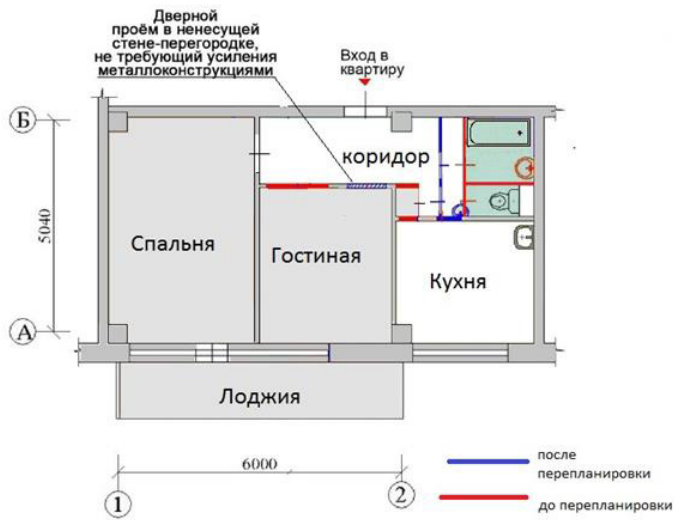 Дверной
проём в ненесущей
стене-перегородке,
не требующий усиления
металлоконструкциями
Вход в
квартиру
Б
коридор
5040
Спальня
Гостиная
Кухня
А
Лоджия
6000
1
2
после
перепланировки
до перепланировки